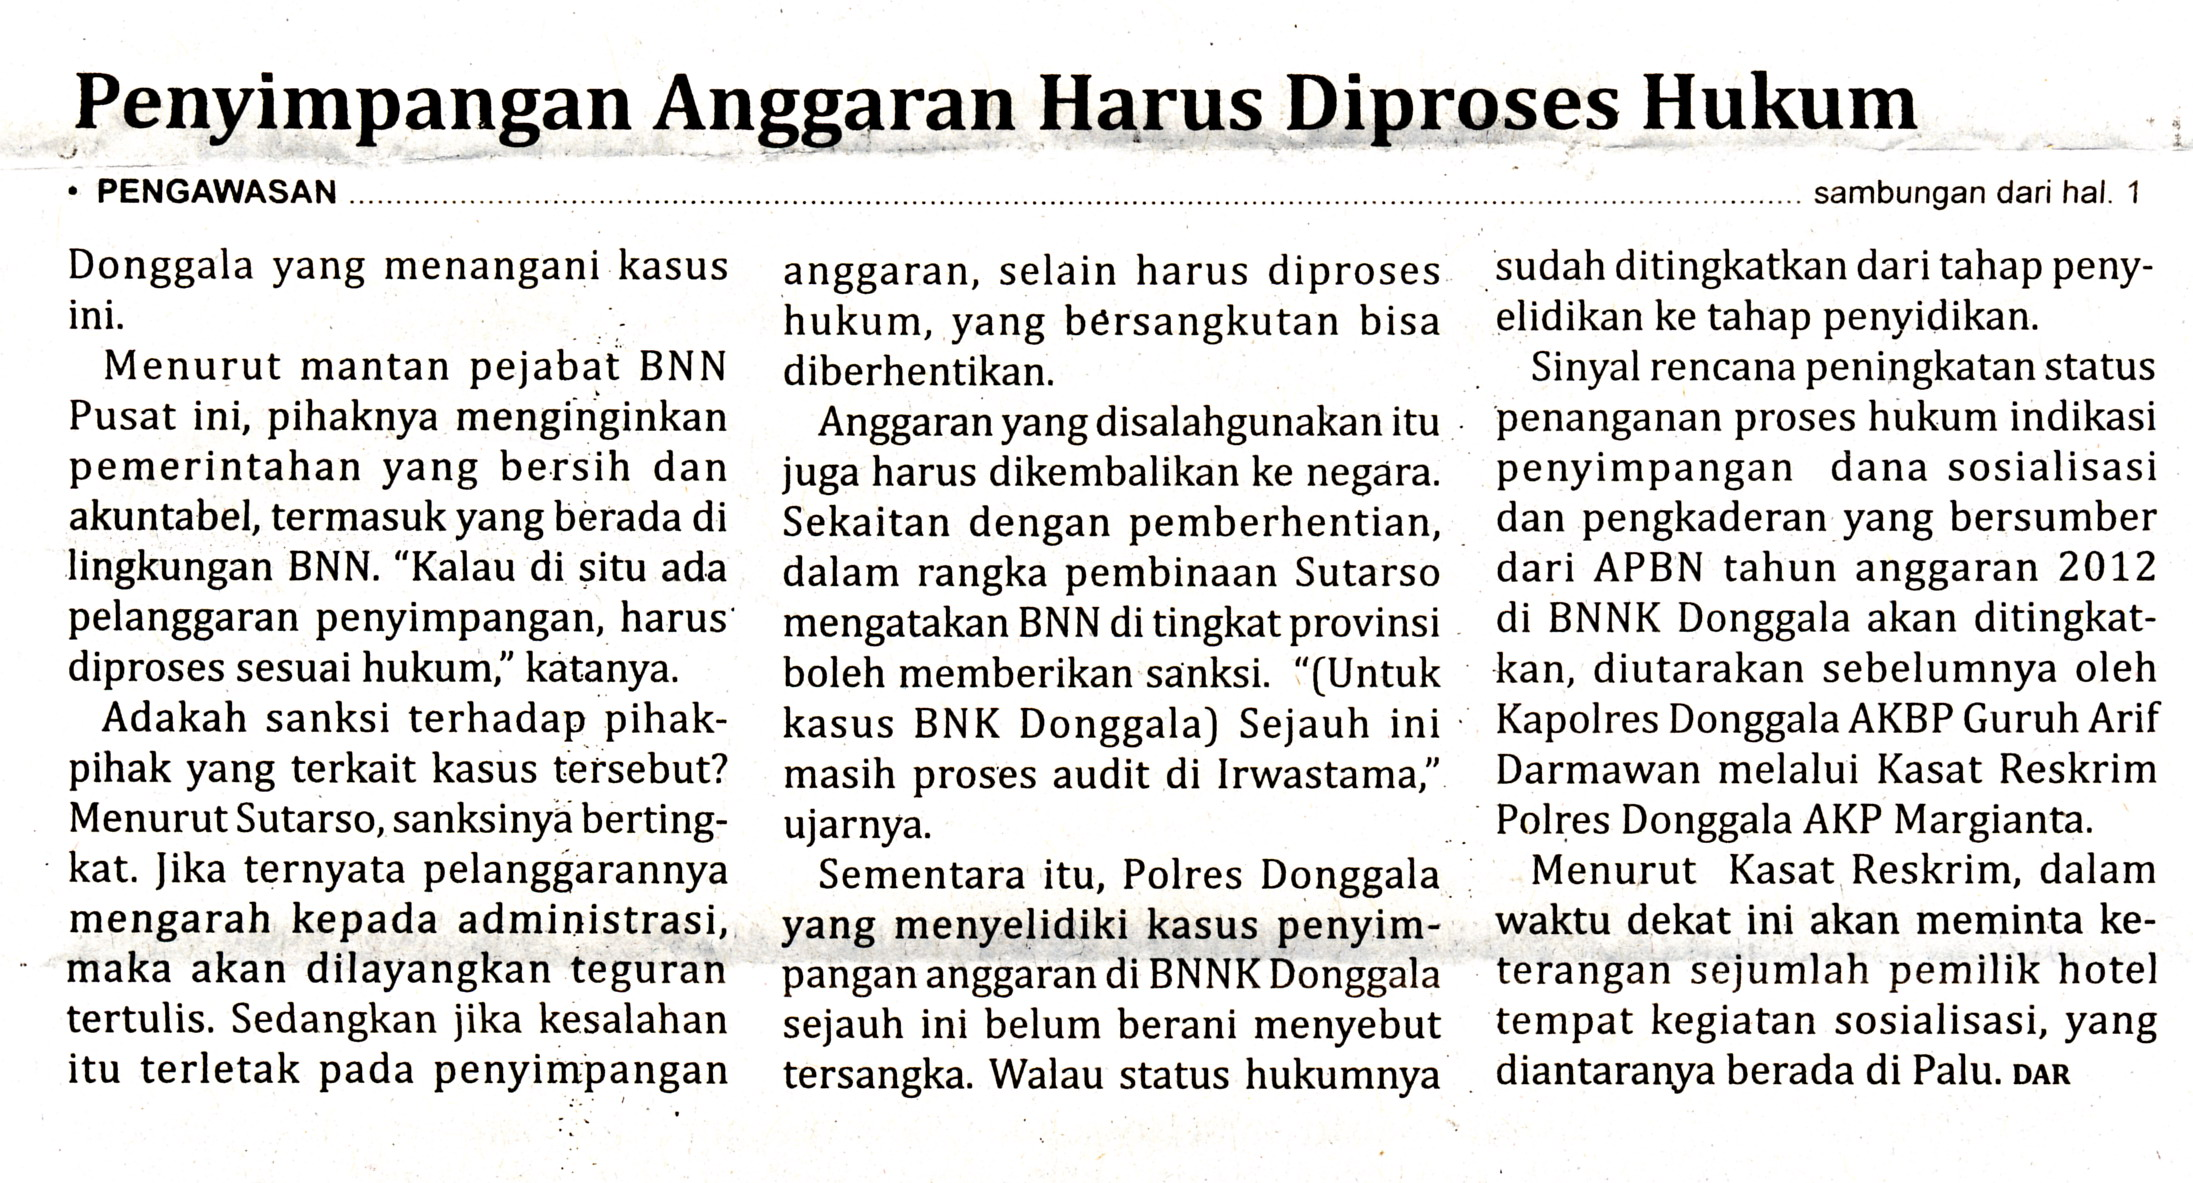 Penyimpangan Anggaran Harus Diproses Hukum
• PENGAWASAN ........ sambungan dari hal. 1
Donggala yang menangani kasus
ini.
Menurut mantan pejabat BNN
Pusat ini, pihaknya menginginkan
pemerintahan yang bersih dan
akuntabel, termasuk yang berada di
lingkungan BNN. “Kalau di situ ada
pelanggaran penyimpangan, harus
diproses sesuai hukum,” katanya.
Adakah sanksi terhadap pihak-
pihak yang terkait kasus tersebut?
Menurut Sutarso, sanksinya berting-
kat. Jika ternyata pelanggarannya
mengarah kepada administrasi,
maka akan dilayangkan teguran
tertulis. Sedangkan jika kesalahan
itu terletak pada penyimpangan
anggaran, selain harus diproses
hukum, yang bersangkutan bisa
diberhentikan.
Anggaran yang disalahgunakan itu
juga harus dikembalikan ke negara.
Sekaitan dengan pemberhentian,
dalam rangka pembinaan Sutarso
mengatakan BNN di tingkat provinsi
boleh memberikan sanksi. “(Untuk
kasus BNK Donggala) Sejauh ini
masih proses audit di Irwastama,”
ujarnya.
Sementara itu, Polres Donggala
yang menyelidiki kasus penyim-
pangan anggaran di BNNK Donggala
sejauh ini belum berani menyebut
tersangka. Walau status hukumnya
sudah ditingkatkan dari tahap peny-
elidikan ke tahap penyidikan.
Sinyal rencana peningkatan status
penanganan proses hukum indikasi
penyimpangan dana sosialisasi
dan pengkaderan yang bersumber
dari APBN tahun anggaran 2012
di BNNK Donggala akan ditingkat-
kan, diutarakan sebelumnya oleh
Kapolres Donggala AKBP Guruh Arif
Darmawan melalui Kasat Reskrim
Polres Donggala AKP Margianta.
Menurut Kasat Reskrim, dalam
waktu dekat ini akan meminta ke-
terangan sejumlah pemilik hotel
tempat kegiatan sosialisasi, yang
diantaranya berada di Palu. DAR